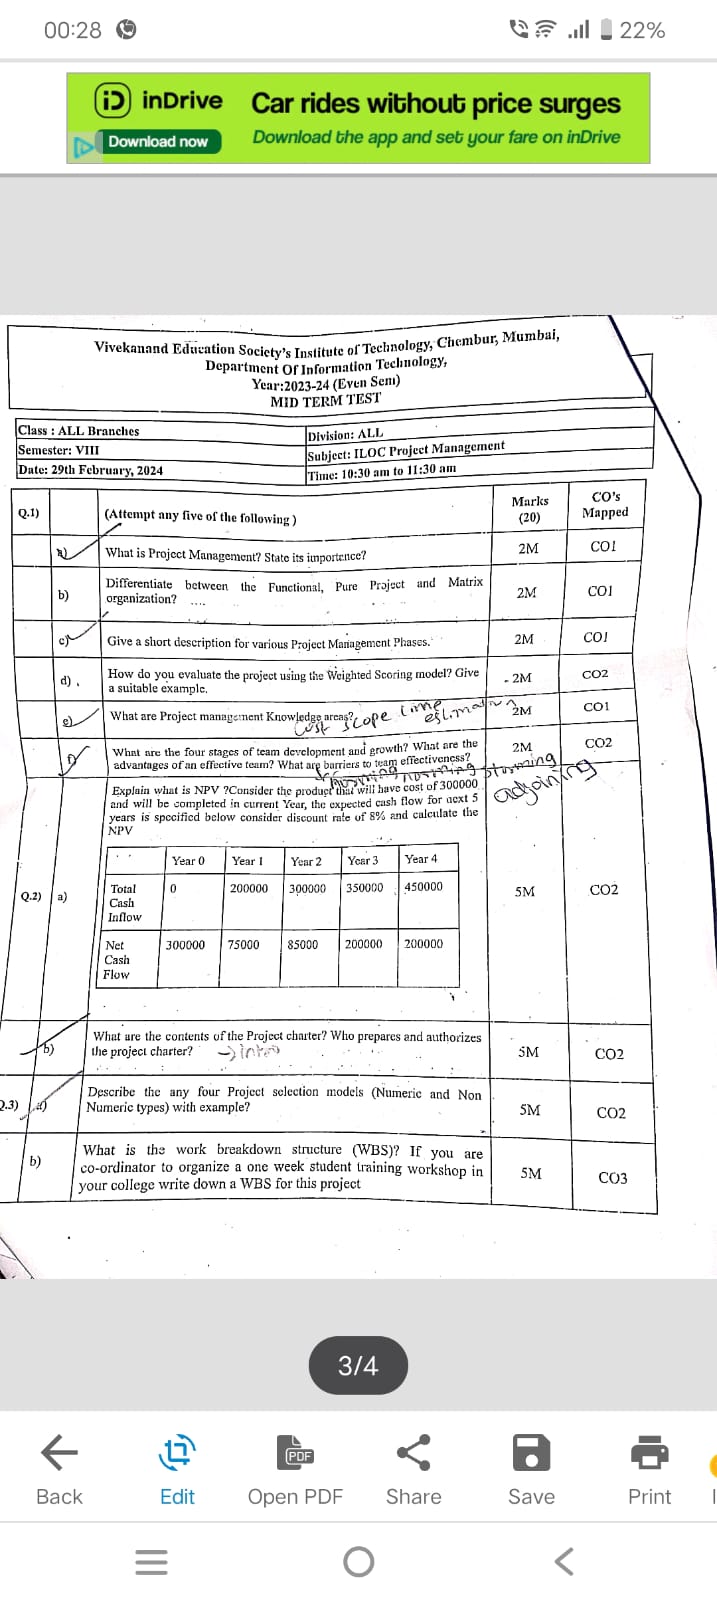 00:28
22%
inDrive
Car rides without price surges
Download now
Download the app and set your fare on inDrive
Vivekanand Education Society's Institute of Technology, Chembur, Mumbai,
Department Of Information Technology,
Year:2023-24 (Even Sem)
MID TERM TEST
Class : ALL Branches
Division: ALL
Semester: VIII
Subject: ILOC Project Management
Date: 29th February, 2024
Time: 10:30 am to 11:30 am
Q.1)
(Attempt any five of the following)
Marks
(20)
CO's
Mapped
a)
What is Project Management? State its importence?
2M
CO1
b)
Differentiate between the Functional, Pure Project and Matrix
organization? ....
2M
CO1
c)
Give a short description for various Project Management Phases.
2M
CO1
d) .
How do you evaluate the project using the Weighted Scoring model? Give
a suitable example.
2M
CO2
e)
What are Project management Knowledge areas?
Cost scope time
estimation
2M
CO1
f)
What are the four stages of team development and growth? What are the
advantages of an effective team? What are barriers to team effectiveness?
2M
CO2
norming storming
adjoining
Q.2)
a)
Explain what is NPV ?Consider the product that will have cost of 300000
and will be completed in current Year, the expected cash flow for next 5
years is specified below consider discount rate of 8% and calculate the
NPV
Year 0
Year 1
Year 2
Year 3
Year 4
Total
Cash
Inflow
0
200000
300000
350000
450000
Net
Cash
Flow
300000
75000
85000
200000
200000
5M
CO2
b)
What are the contents of the Project charter? Who prepares and authorizes
the project charter?
→ intro
5M
CO2
Q.3)
a)
Describe the any four Project selection models (Numeric and Non
Numeric types) with example?
5M
CO2
b)
What is the work breakdown structure (WBS)? If you are
co-ordinator to organize a one week student training workshop in
your college write down a WBS for this project
5M
CO3
3/4
Back
Edit
PDF
Open PDF
Share
Save
Print